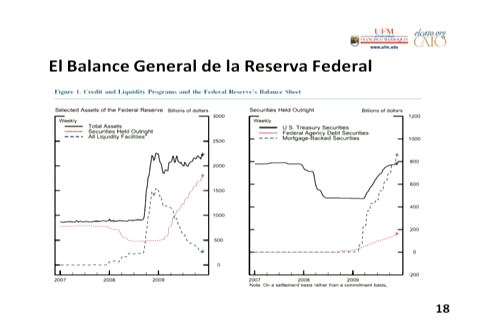 UFM
UNIVERSIDAD FRANCISCO MARROQUÍN
www.ufm.edu
elcato.org
CATO
El Balance General de la Reserva Federal
Figure 1. Credit and Liquidity Programs and the Federal Reserve's Balance Sheet
Selected Assets of the Federal Reserve
Billions of dollars
Weekly
Total Assets
Securities Held Outright
All Liquidity Facilities*
3000
2500
2000
1500
1000
500
0
2007
2008
2009
Securities Held Outright
Billions of dollars
Weekly
U.S. Treasury Securities
Federal Agency Debt Securities
Mortgage-Backed Securities
1200
1000
800
600
400
200
0
-200
2007
2008
2009
Note: On a settlement basis rather than a commitment basis.
18